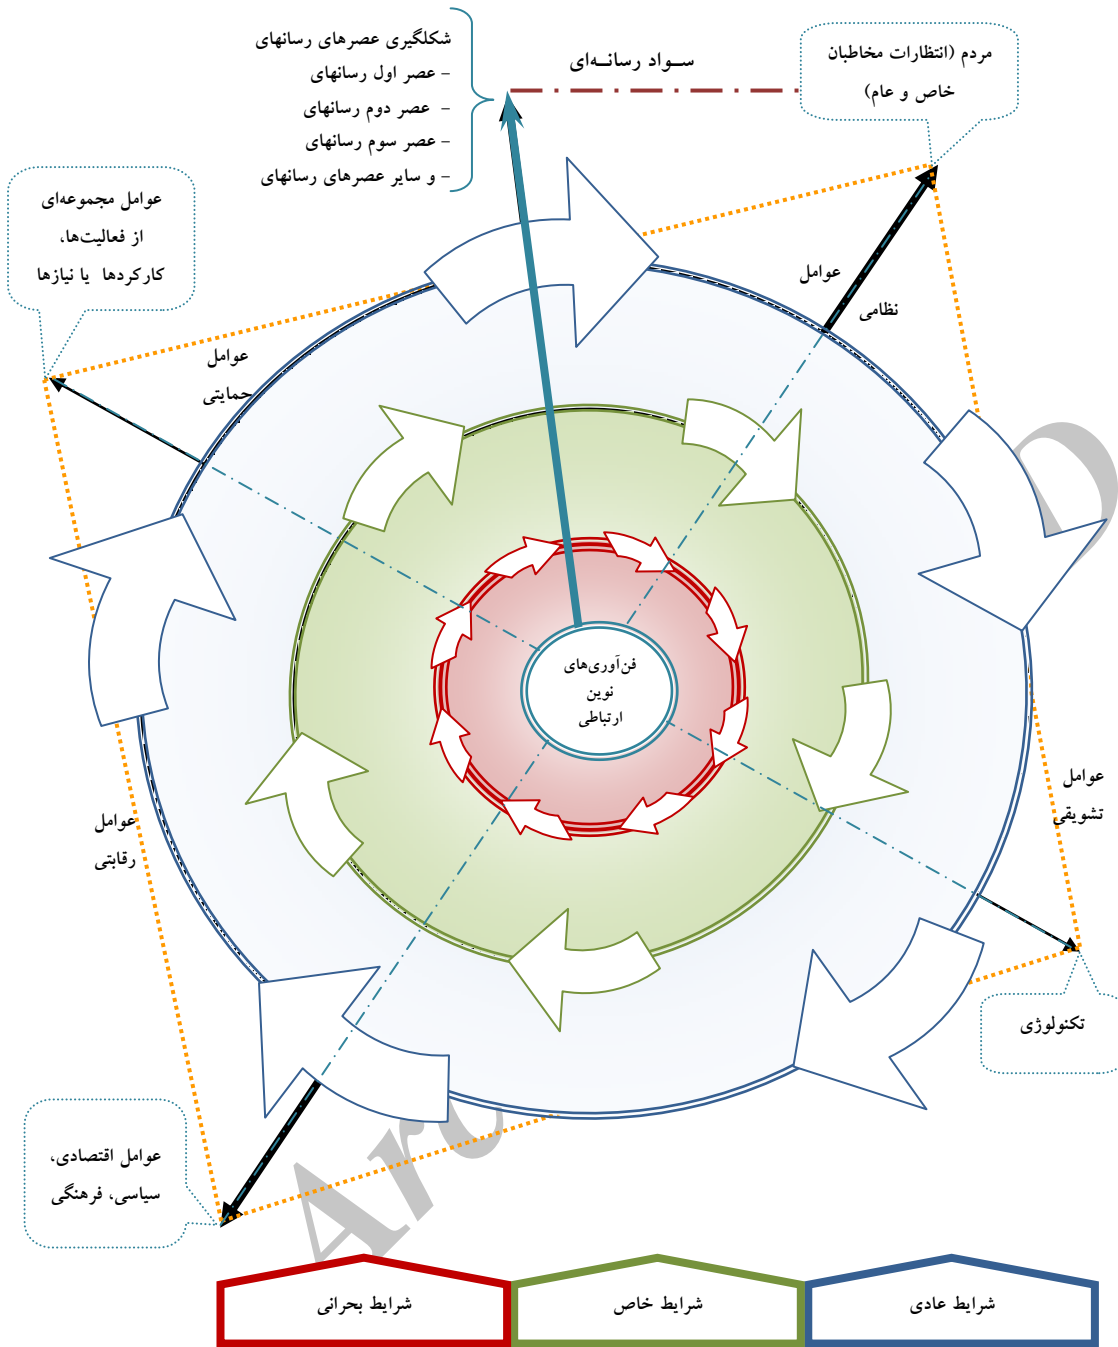 شکلگیری عصرهای رسانهای
- عصر اول رسانهای
- عصر دوم رسانهای
- عصر سوم رسانهای
- و سایر عصرهای رسانهای
ســواد رسانــه‌ای
مردم (انتظارات مخاطبان
خاص و عام)
عوامل مجموعه‌ای
از فعالیت‌ها،
کارکردها یا نیازها
عوامل
نظامی
عوامل
حمایتی
فن‌آوری‌های
نوین
ارتباطی
عوامل
تشویقی
عوامل
رقابتی
تکنولوژی
عوامل اقتصادی،
سیاسی، فرهنگی
شرایط عادی
شرایط خاص
شرایط بحرانی